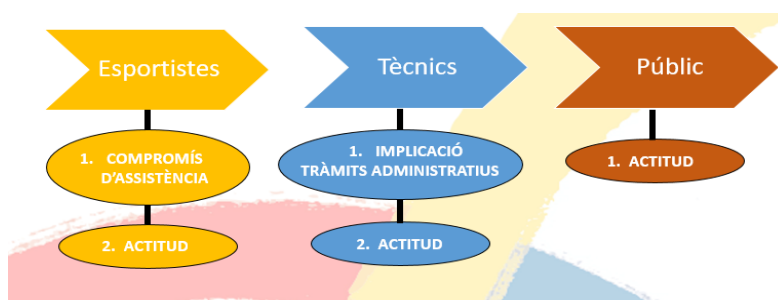 Esportistes
1. COMPROMÍS
D'ASSISTÈNCIA
2. ACTITUD
Tècnics
1. IMPLICACIÓ
TRÀMITS ADMINISTRATIUS
2. ACTITUD
Públic
1. ACTITUD